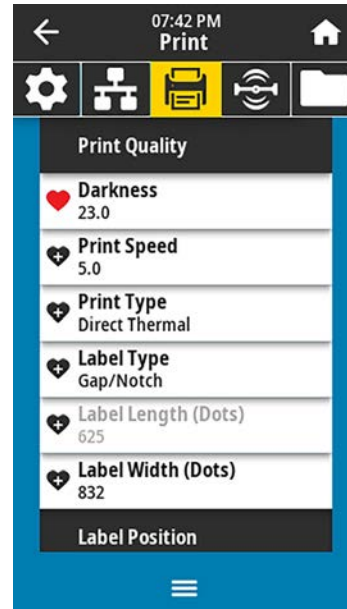 07:42 PM
Print
Print Quality
Darkness
23.0
Print Speed
5.0
Print Type
Direct Thermal
Label Type
Gap/Notch
Label Length (Dots)
625
Label Width (Dots)
832
Label Position